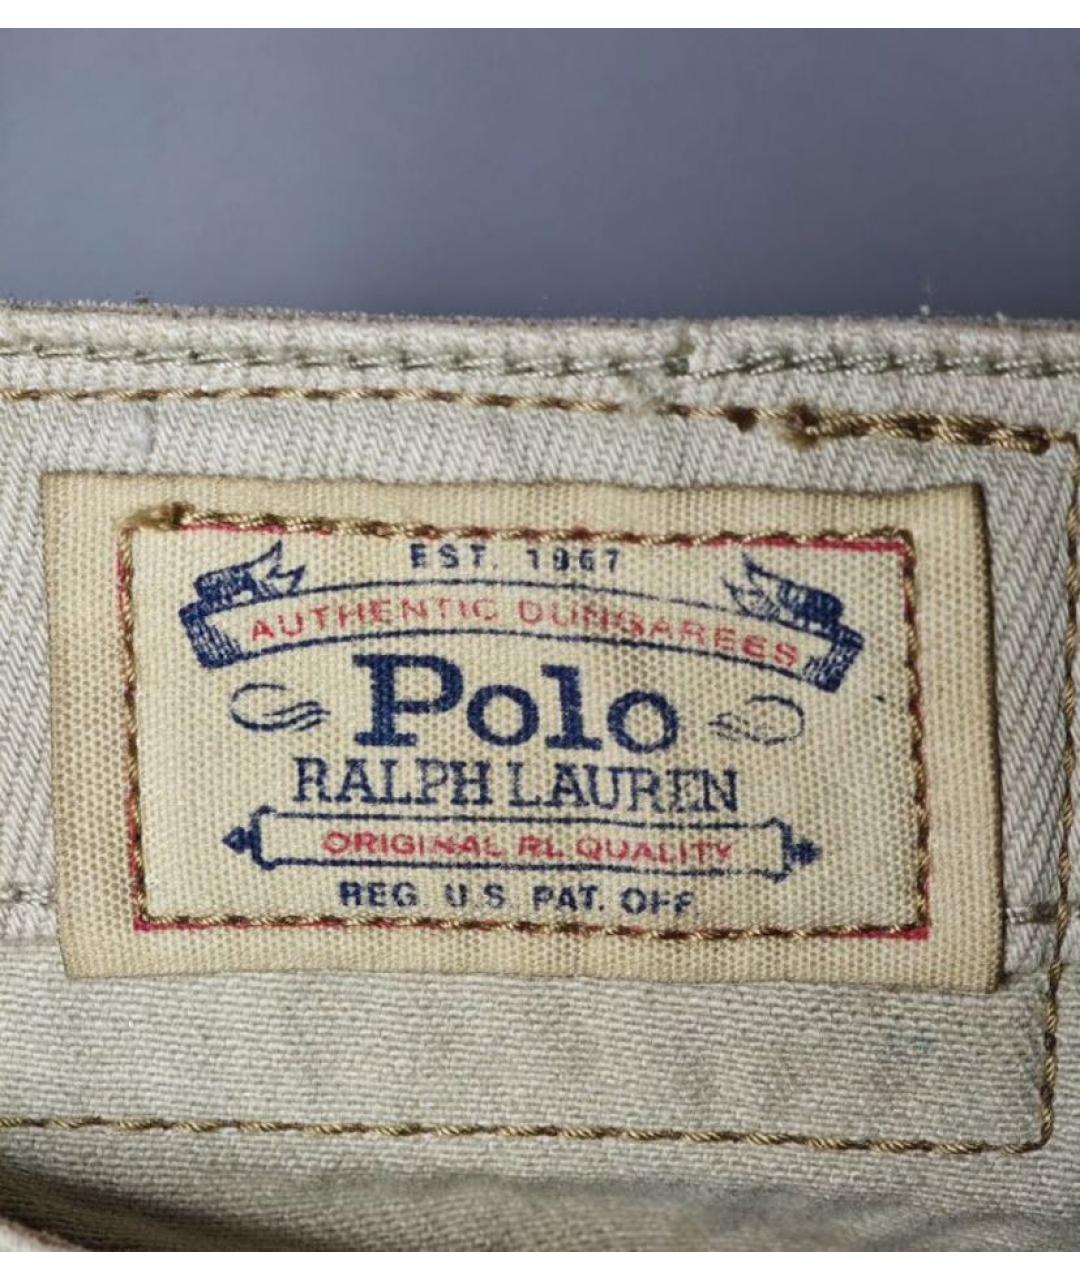 EST. 1967
AUTHENTIC DUNGAREES
Polo
RALPH LAUREN
ORIGINAL RL QUALITY
REG. U.S. PAT. OFF.